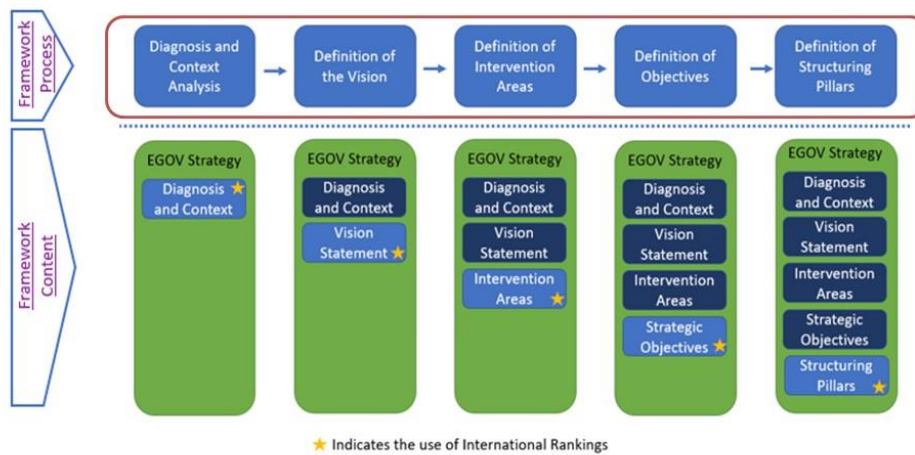 Framework
Process
Diagnosis and
Context
Analysis
Definition of
the Vision
Definition of
Intervention
Areas
Definition of
Objectives
Definition of
Structuring
Pillars
Framework
Content
EGOV Strategy
Diagnosis
and Context
EGOV Strategy
Diagnosis
and Context
Vision
Statement
EGOV Strategy
Diagnosis
and Context
Vision
Statement
Intervention
Areas
EGOV Strategy
Diagnosis
and Context
Vision
Statement
Intervention
Areas
Strategic
Objectives
EGOV Strategy
Diagnosis
and Context
Vision
Statement
Intervention
Areas
Strategic
Objectives
Structuring
Pillars
Indicates the use of International Rankings